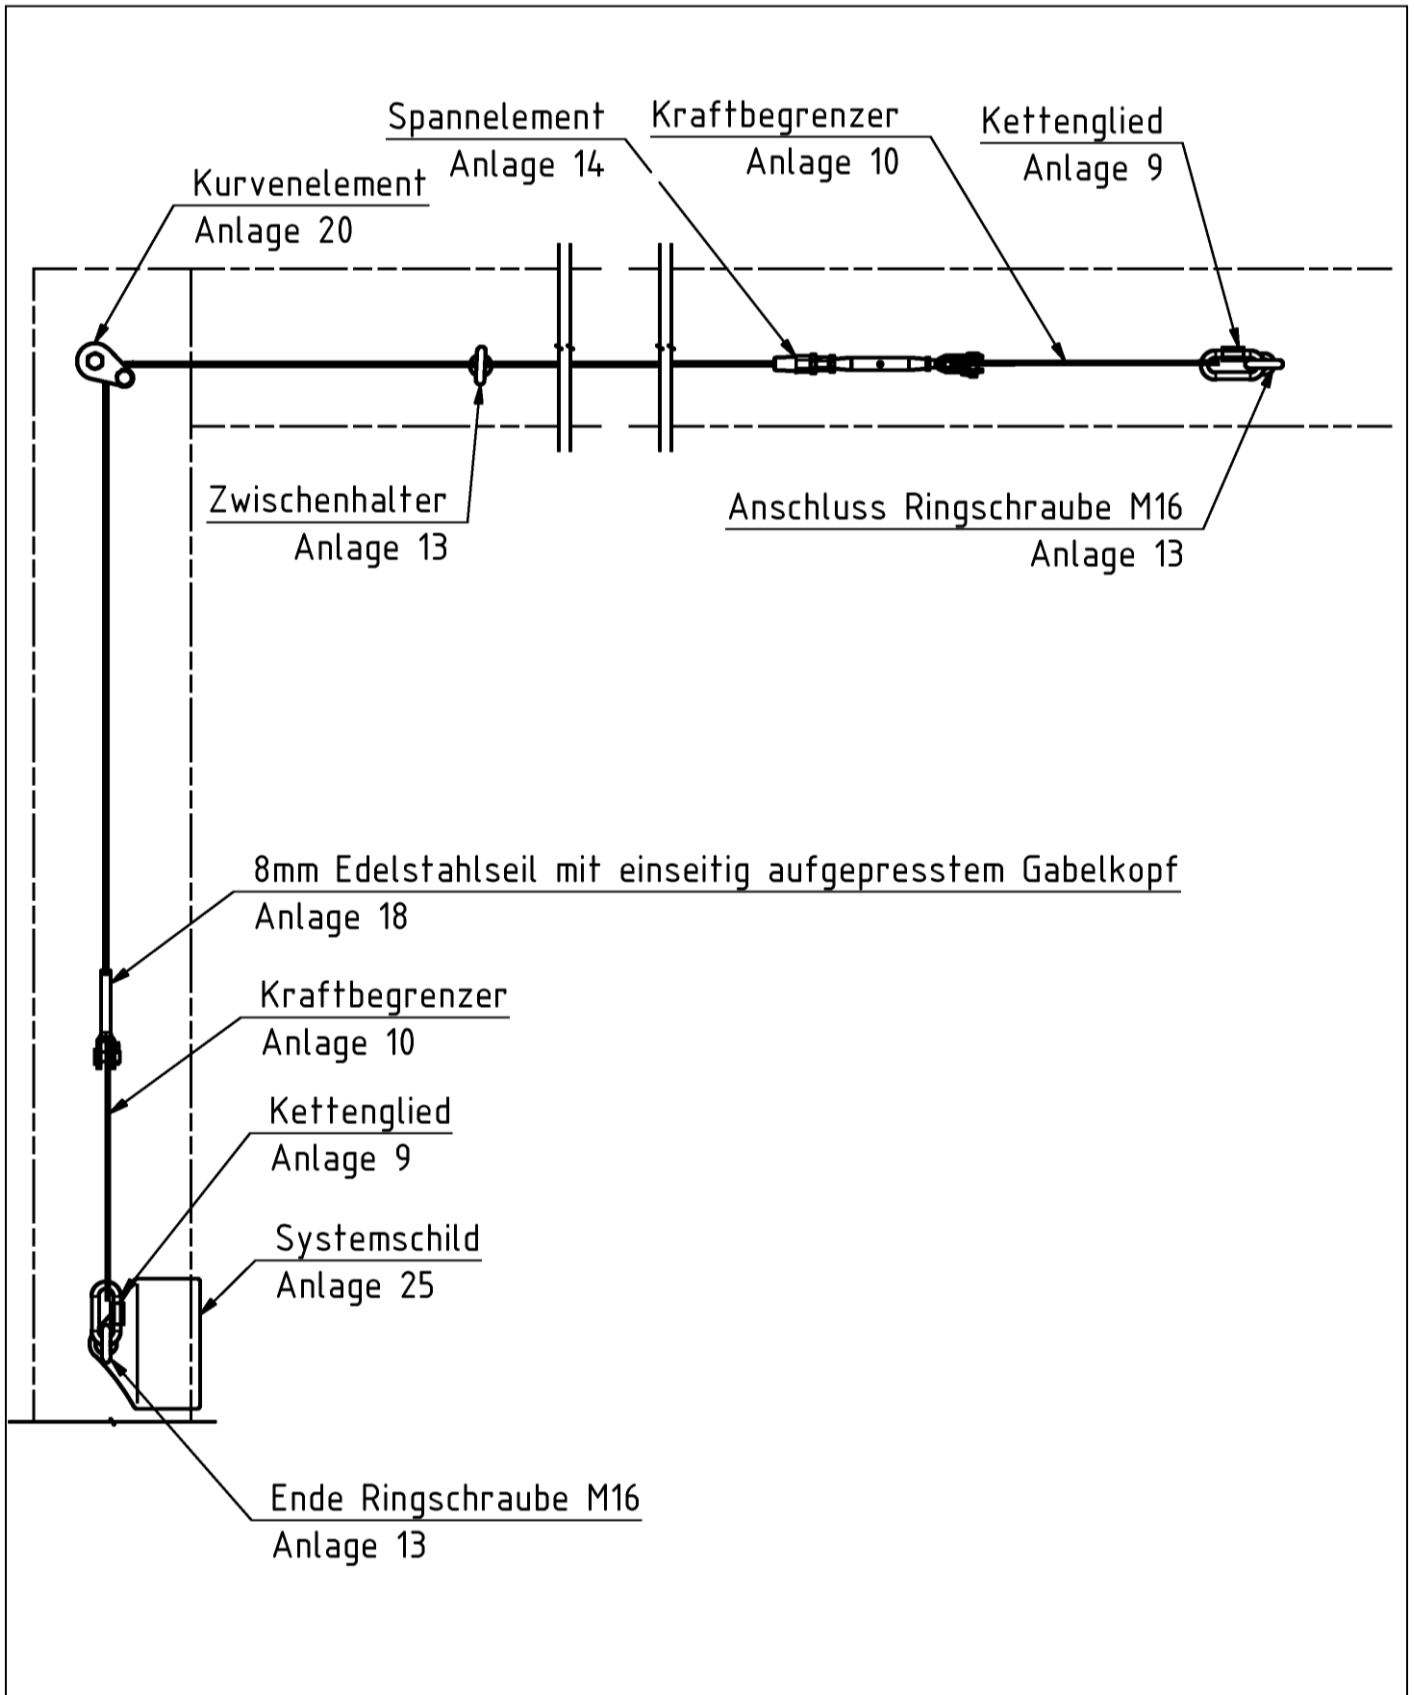 Spannelement
Anlage 14
Kraftbegrenzer
Anlage 10
Kettenglied
Anlage 9
Kurvenelement
Anlage 20
Zwischenhalter
Anlage 13
Anschluss Ringschraube M16
Anlage 13
8mm Edelstahlseil mit einseitig aufgepresstem Gabelkopf
Anlage 18
Kraftbegrenzer
Anlage 10
Kettenglied
Anlage 9
Systemschild
Anlage 25
Ende Ringschraube M16
Anlage 13